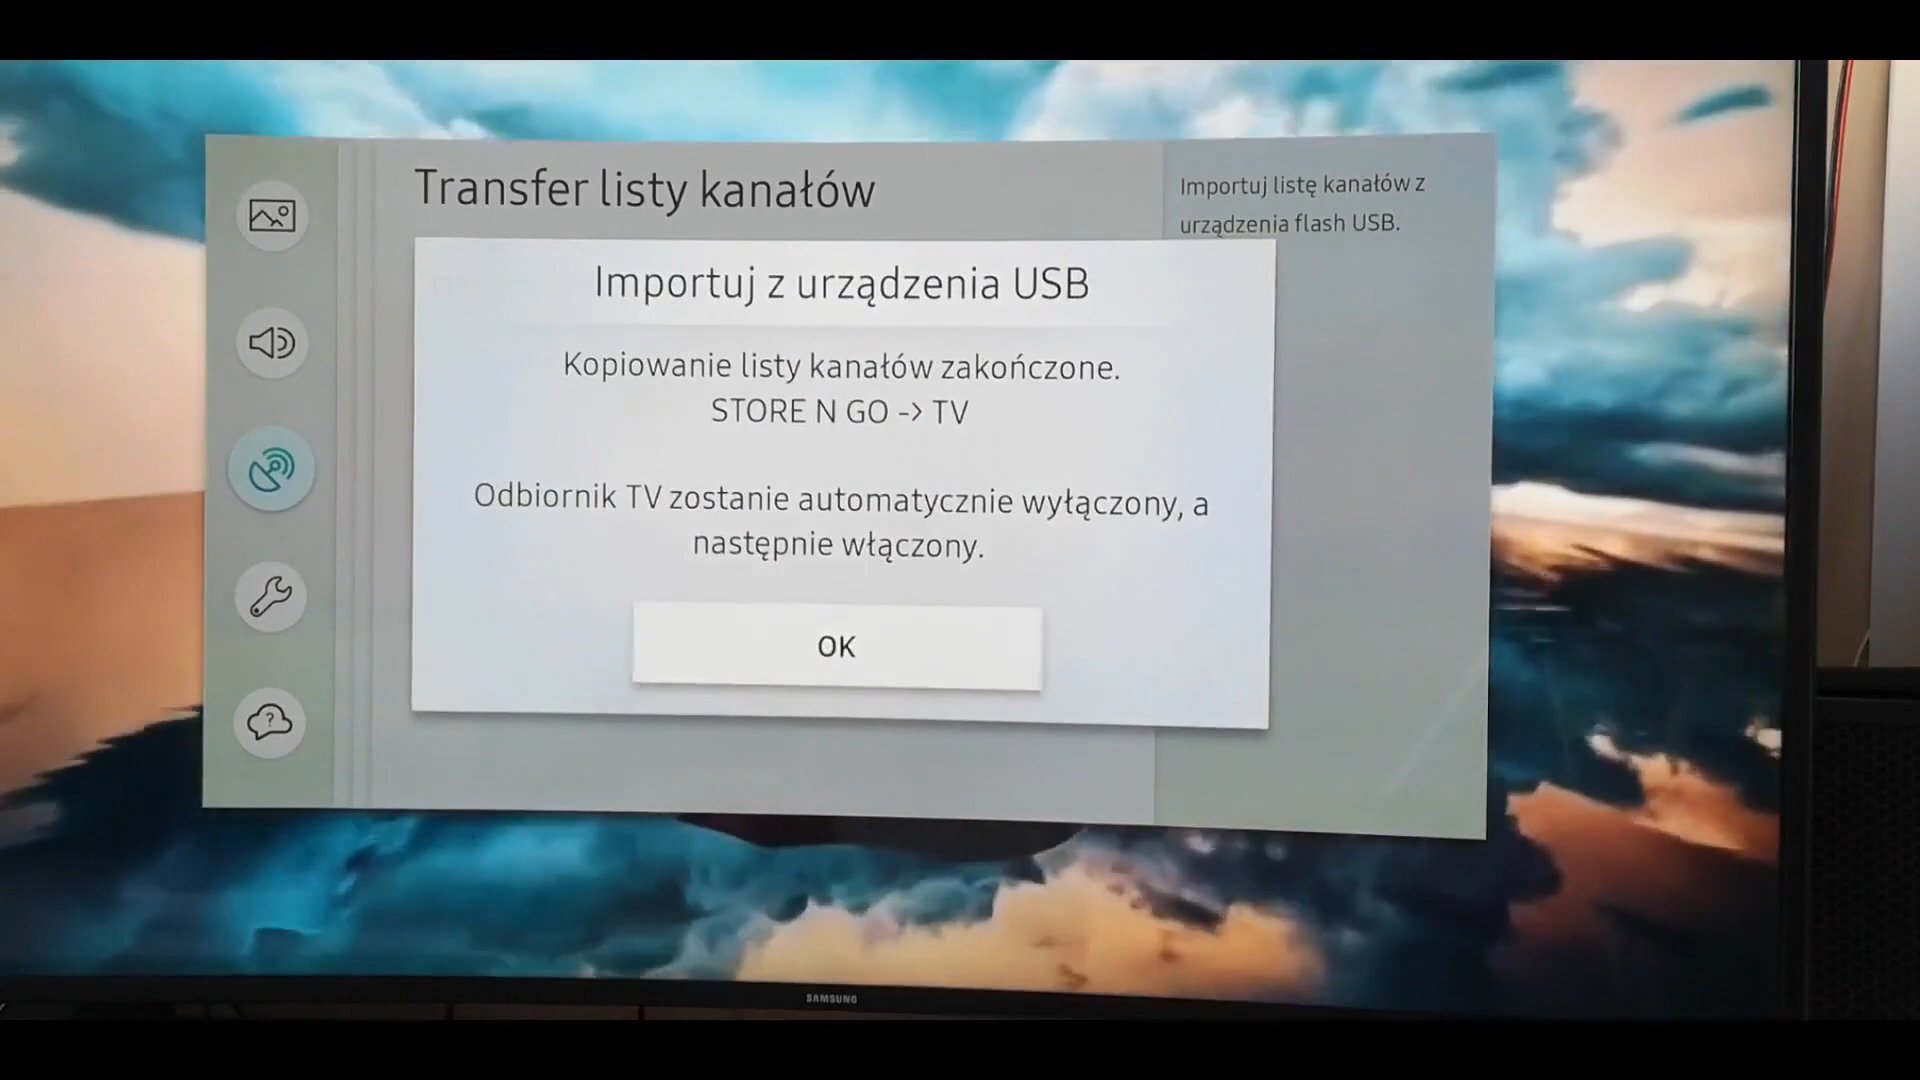 Transfer listy kanałów
Importuj listę kanałów z
urządzenia flash USB.
Importuj z urządzenia USB
Kopiowanie listy kanałów zakończone.
STORE N GO -> TV
Odbiornik TV zostanie automatycznie wyłączony, a
następnie włączony.
OK
?
SAMSUNG